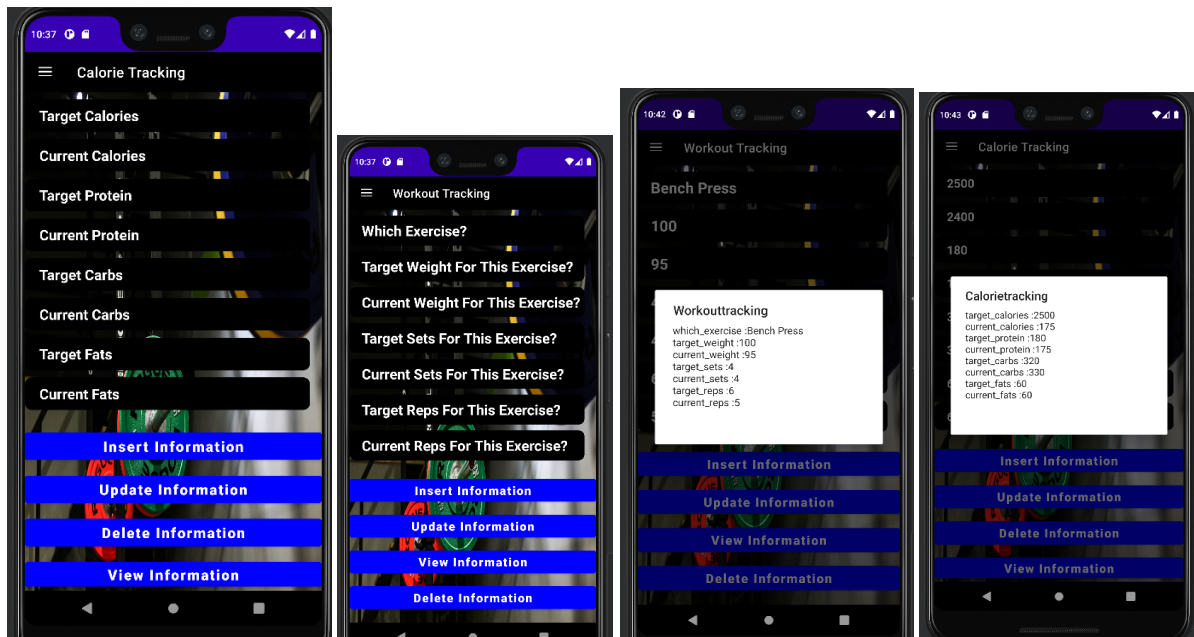 10:37
Calorie Tracking
Target Calories
Current Calories
Target Protein
Current Protein
Target Carbs
Current Carbs
Target Fats
Current Fats
Insert Information
Update Information
Delete Information
View Information
10:37
Workout Tracking
Which Exercise?
Target Weight For This Exercise?
Current Weight For This Exercise?
Target Sets For This Exercise?
Current Sets For This Exercise?
Target Reps For This Exercise?
Current Reps For This Exercise?
Insert Information
Update Information
View Information
Delete Information
10:42
Workout Tracking
Bench Press
100
95
Workouttracking
which_exercise :Bench Press
target_weight :100
current_weight :95
target_sets :4
current_sets :4
target_reps :6
current_reps :5
Insert Information
Update Information
View Information
Delete Information
10:43
Calorie Tracking
2500
2400
180
Calorietracking
target_calories :2500
current_calories :175
target_protein :180
current_protein :175
target_carbs :320
current_carbs :330
target_fats :60
current_fats :60
Insert Information
Update Information
Delete Information
View Information